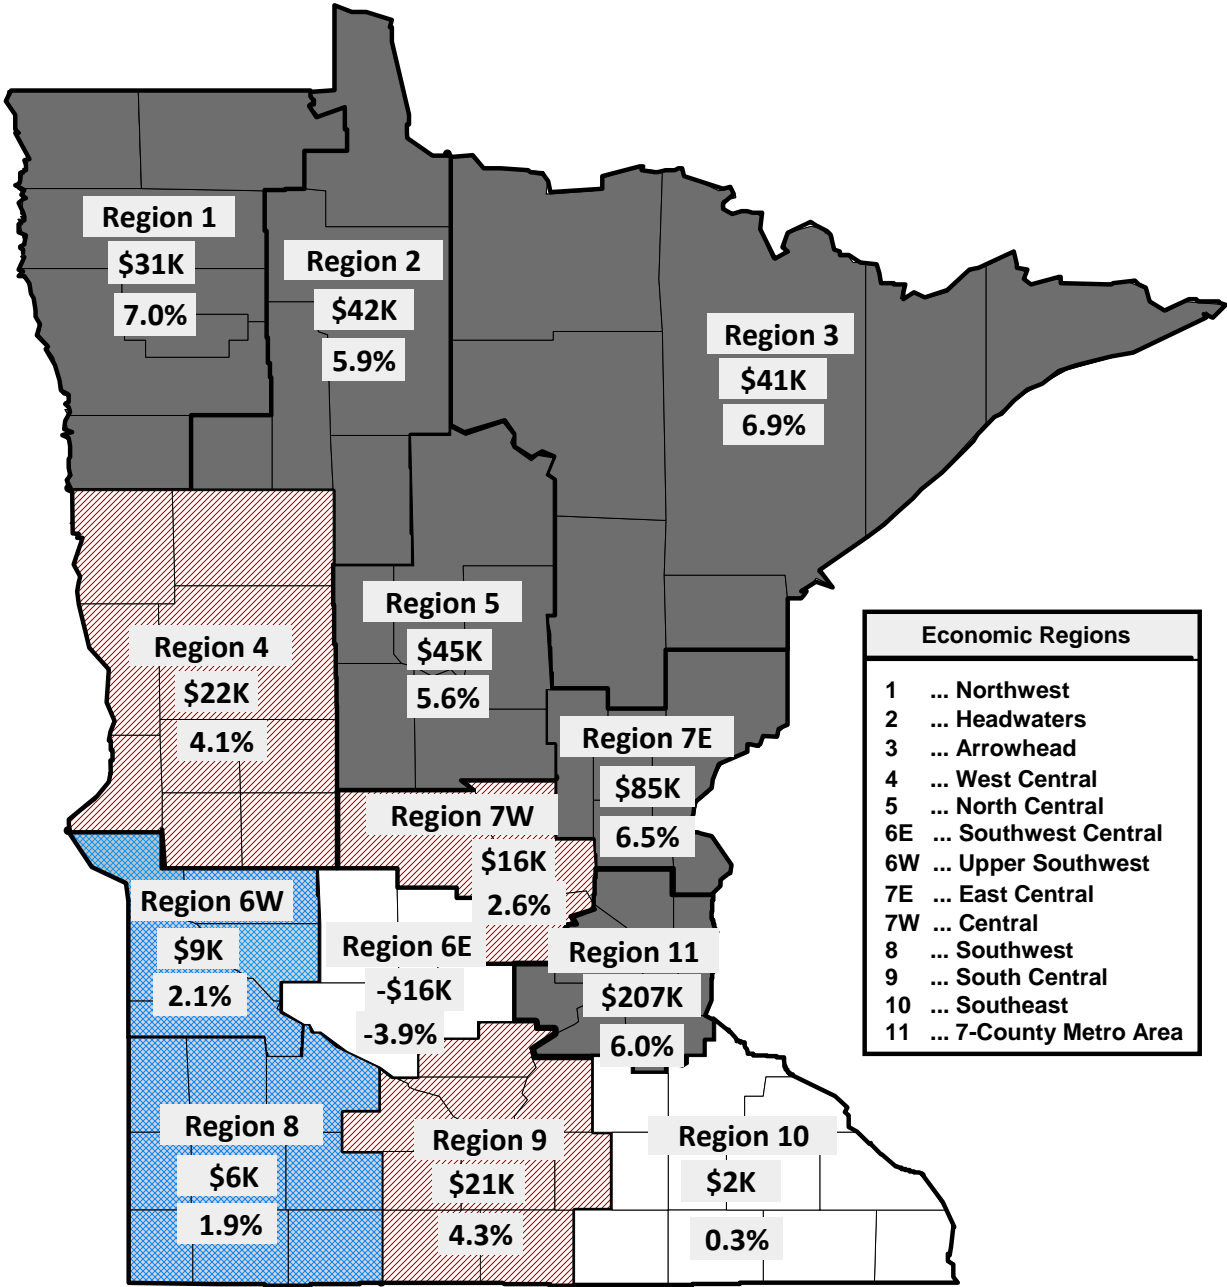 Region 1
$31K
7.0%
Region 2
$42K
5.9%
Region 3
$41K
6.9%
Region 4
$22K
4.1%
Region 5
$45K
5.6%
Region 7E
$85K
6.5%
Region 7W
$16K
2.6%
Region 6W
$9K
2.1%
Region 6E
-$16K
-3.9%
Region 11
$207K
6.0%
Region 8
$6K
1.9%
Region 9
$21K
4.3%
Region 10
$2K
0.3%
Economic Regions
1 ... Northwest
2 ... Headwaters
3 ... Arrowhead
4 ... West Central
5 ... North Central
6E ... Southwest Central
6W ... Upper Southwest
7E ... East Central
7W ... Central
8 ... Southwest
9 ... South Central
10 ... Southeast
11 ... 7-County Metro Area